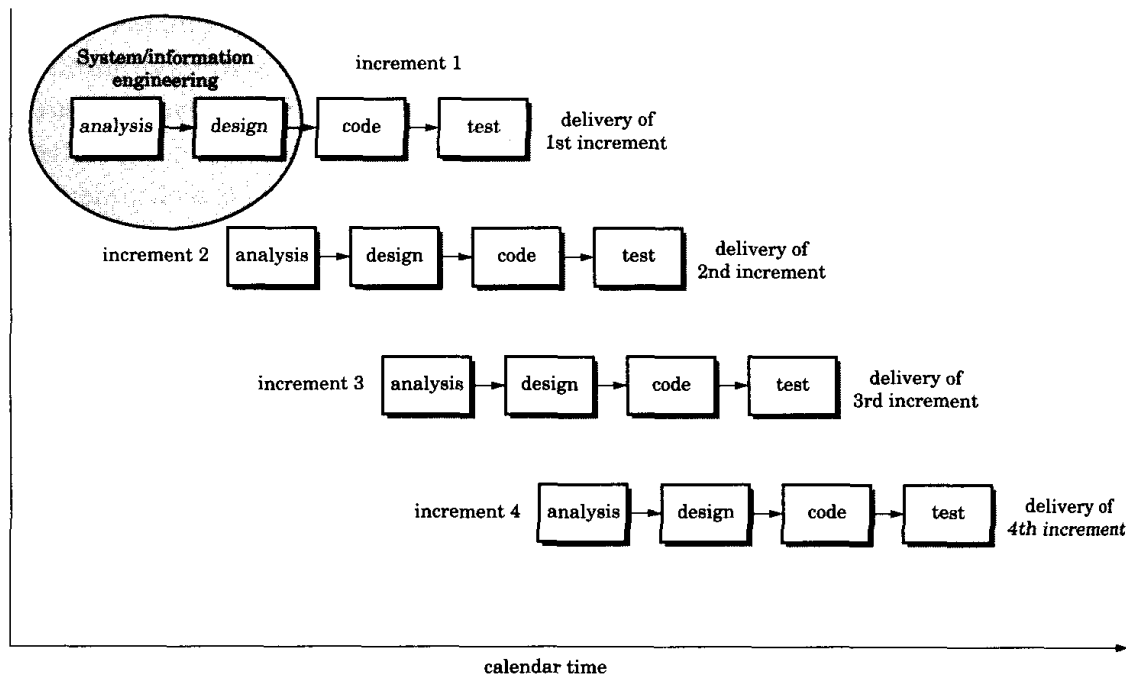 System/information
engineering
increment 1
analysis
design
code
test
delivery of
1st increment
increment 2
analysis
design
code
test
delivery of
2nd increment
increment 3
analysis
design
code
test
delivery of
3rd increment
increment 4
analysis
design
code
test
delivery of
4th increment
calendar time